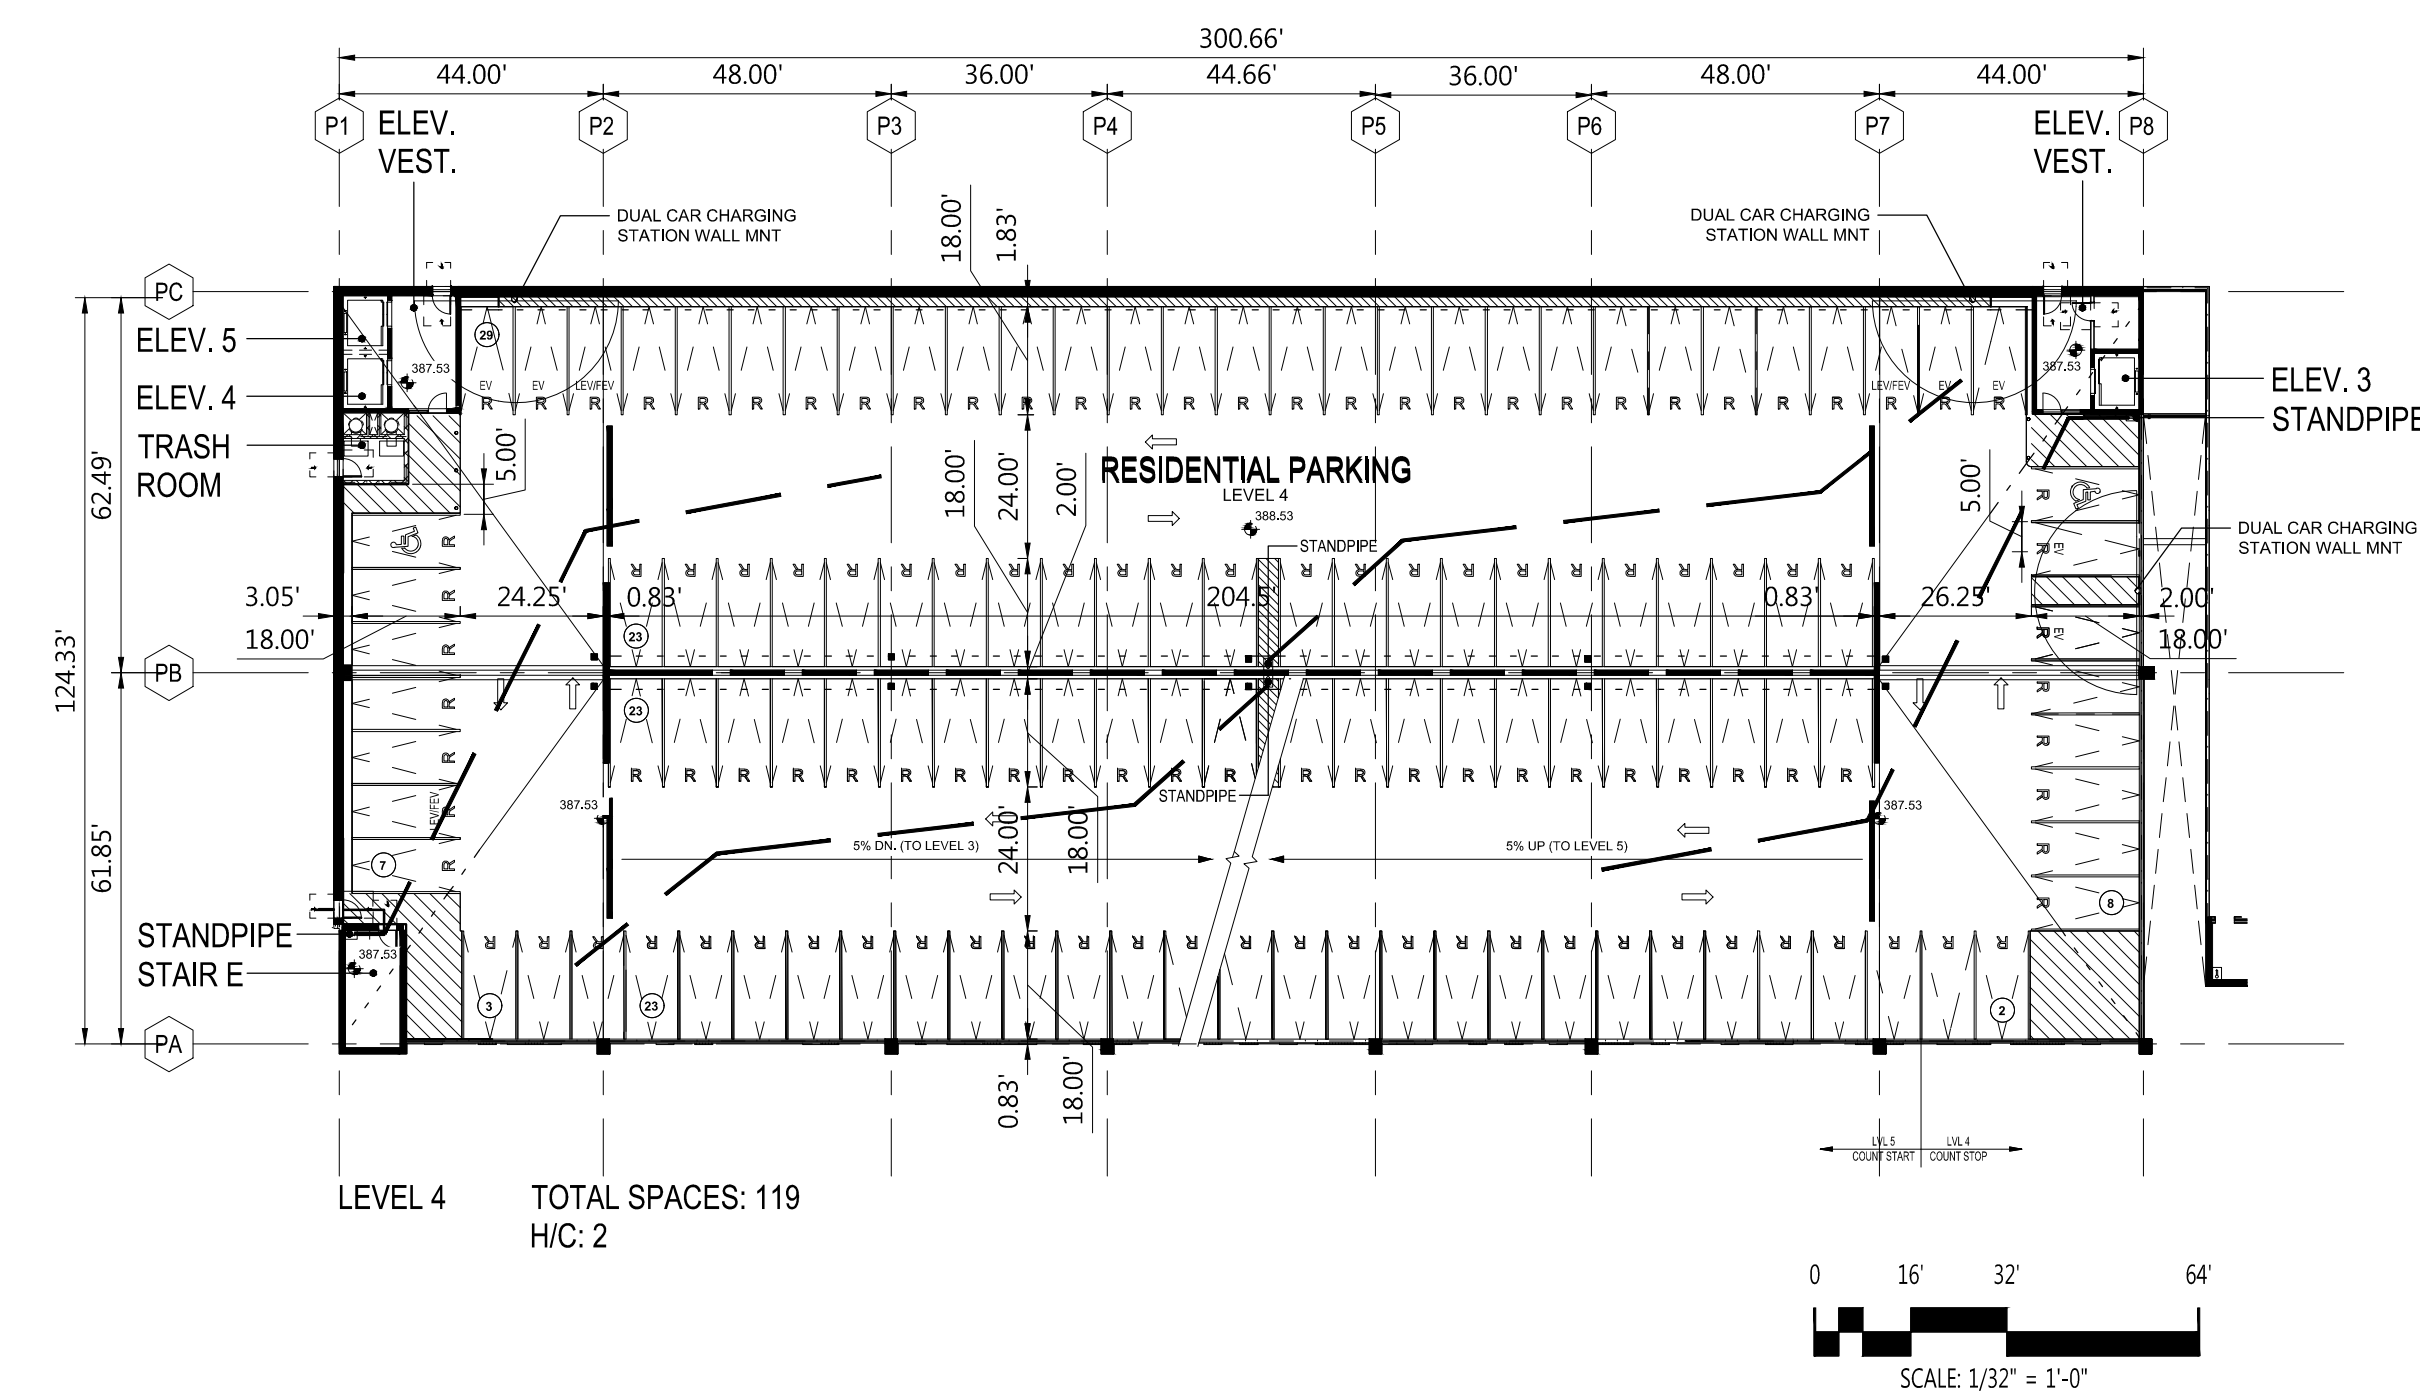 300.66'
44.00' 48.00' 36.00' 44.66' 36.00' 48.00' 44.00'
P1 P2 P3 P4 P5 P6 P7 P8
ELEV.
VEST.
ELEV.
VEST.
DUAL CAR CHARGING
STATION WALL MNT
18.00'
1.83'
DUAL CAR CHARGING
STATION WALL MNT
PC
ELEV. 5
ELEV. 4
TRASH
ROOM
29
387.53
EV EV LEV/FEV
R R R R R R R R R R R R R R R R R R R R R R R R R R R R R
LEV/FEV EV EV
387.53
ELEV. 3
STANDPIPE
62.49'
5.00'
18.00'
24.00'
2.00'
RESIDENTIAL PARKING
LEVEL 4
388.53
STANDPIPE
5.00'
DUAL CAR CHARGING
STATION WALL MNT
R R R R R R R R R R R R R R R R R R R R R R R
EV
EV
R R R R R R R
R R R R R R R R
3.05' 24.25' 0.83' 204.5' 0.83' 26.25' 2.00'
18.00' 18.00'
23
124.33'
PB
23
R R R R R R R R R R R R R R R R R R R R R R R
STANDPIPE
61.85'
LEV/FEV
387.53
387.53
24.00'
18.00'
5% DN. (TO LEVEL 3)
5% UP (TO LEVEL 5)
7
8
STANDPIPE
STAIR E
387.53
R R R R R R R R R R R R R R R R R R R R R R R R R R R R
3
23
2
PA
0.83'
18.00'
LVL 5
COUNT START
LVL 4
COUNT STOP
LEVEL 4
TOTAL SPACES: 119
H/C: 2
0 16' 32' 64'
SCALE: 1/32" = 1'-0"